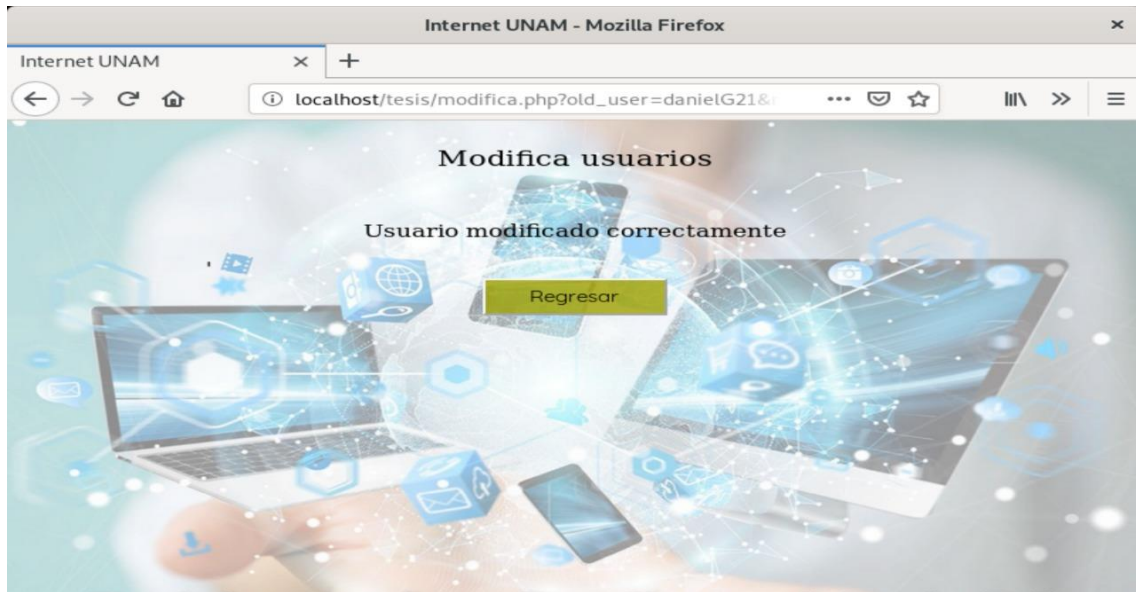 Internet UNAM - Mozilla Firefox
Internet UNAM
localhost/tesis/modifica.php?old_user=danielG21&
Modifica usuarios
Usuario modificado correctamente
Regresar